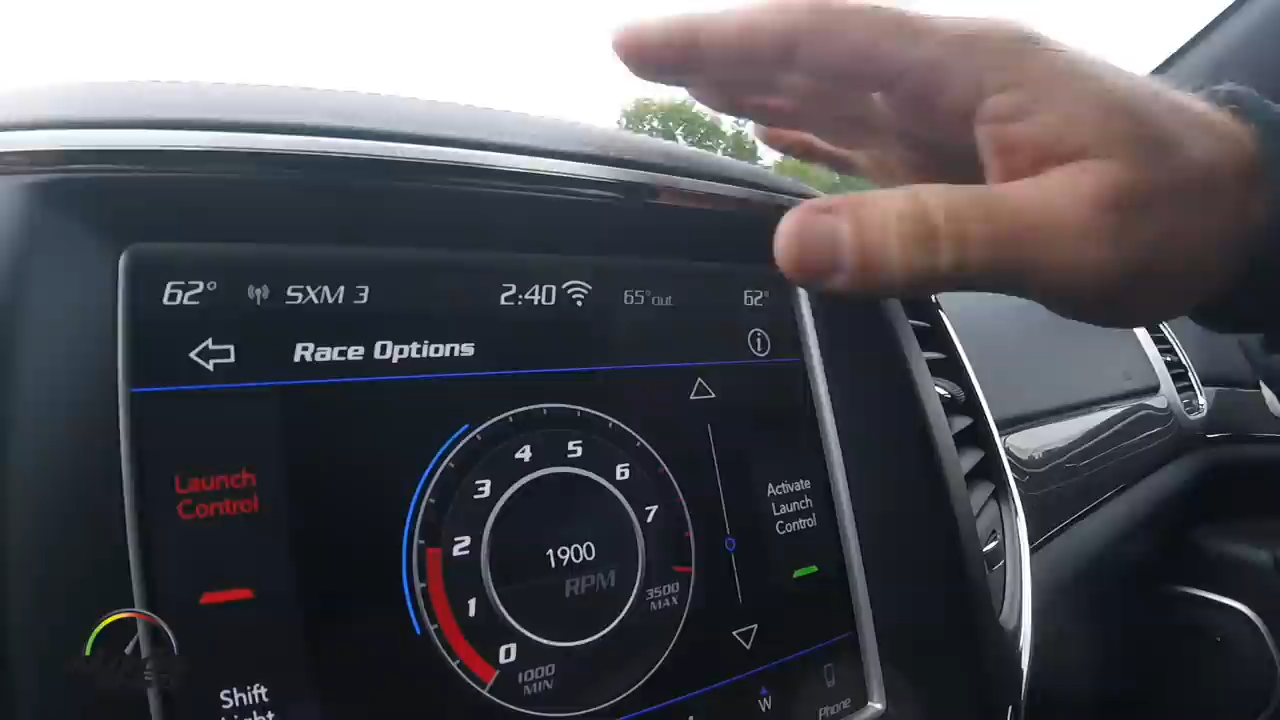 62° SXM 3 2:40 65°out 62°
Race Options
Launch
Control
Shift
Light
4 5
3 6
2 7
1
0
1900
RPM
1000
MIN
3500
MAX
Activate
Launch
Control
W
Phone